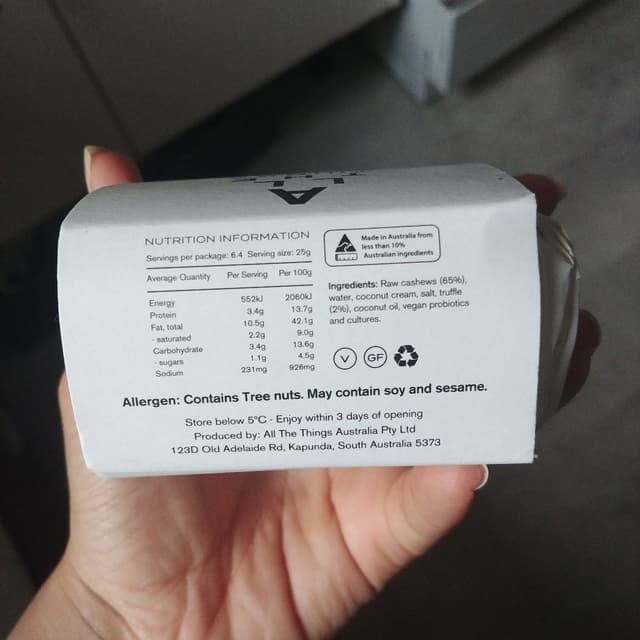 NUTRITION INFORMATION
Servings per package: 6.4 Serving size: 25g
Average Quantity Per Serving Per 100g
Energy 552kJ 2060kJ
Protein 3.4g 13.7g
Fat, total 10.5g 42.1g
- saturated 2.2g 9.0g
Carbohydrate 3.4g 13.6g
- sugars 1.1g 4.5g
Sodium 231mg 926mg
Made in Australia from
less than 10%
Australian ingredients
Ingredients: Raw cashews (65%),
water, coconut cream, salt, truffle
(2%), coconut oil, vegan probiotics
and cultures.
V GF
Allergen: Contains Tree nuts. May contain soy and sesame.
Store below 5°C - Enjoy within 3 days of opening
Produced by: All The Things Australia Pty Ltd
123D Old Adelaide Rd, Kapunda, South Australia 5373